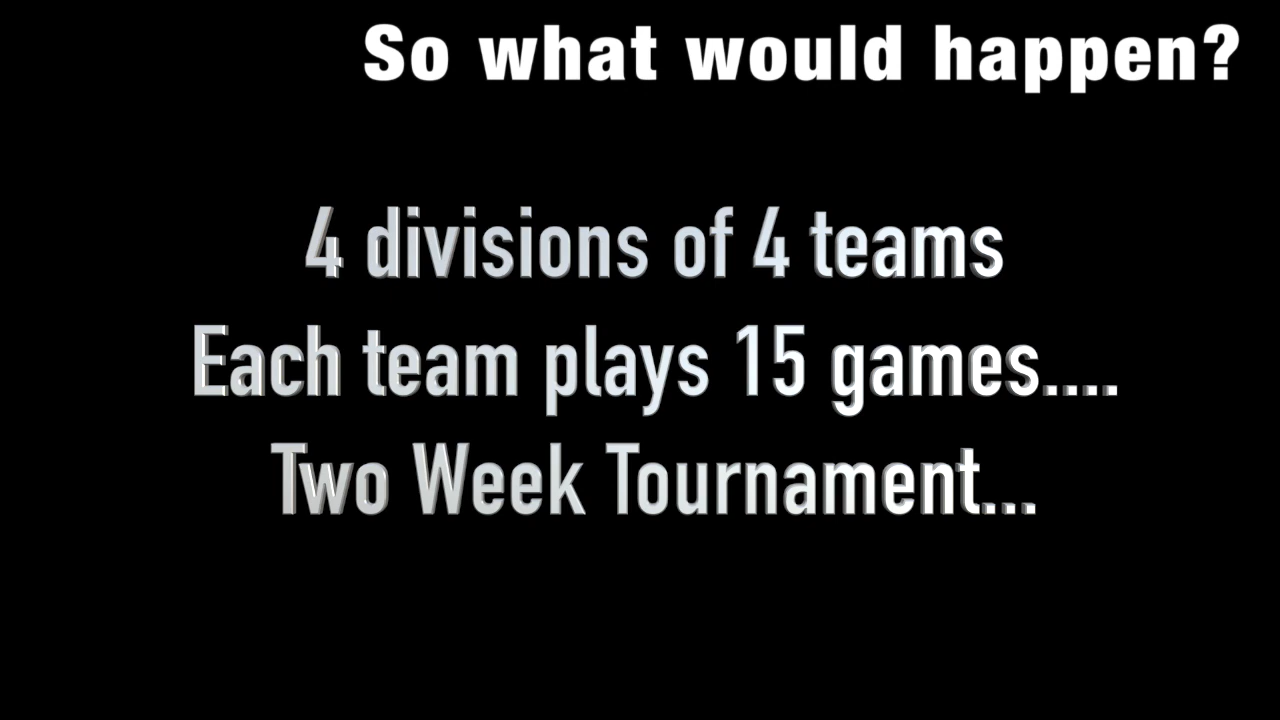 So what would happen?
4 divisions of 4 teams
Each team plays 15 games....
Two Week Tournament...